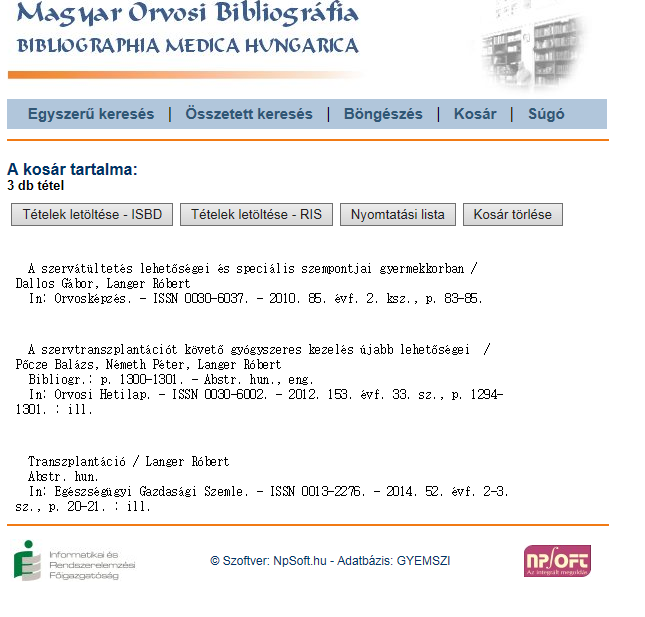 Magyar Orvosi Bibliográfia
BIBLIOGRAPHIA MEDICA HUNGARICA
Egyszerű keresés | Összetett keresés | Böngészés | Kosár | Súgó
A kosár tartalma:
3 db tétel
Tételek letöltése - ISBD Tételek letöltése - RIS Nyomtatási lista Kosár törlése
A szervátültetés lehetőségei és speciális szempontjai gyermekkorban /
Dallos Gábor, Langer Róbert
In: Orvosképzés. - ISSN 0030-6037. - 2010. 85. évf. 2. ksz., p. 83-85.
A szervtranszplantációt követő gyógyszeres kezelés újabb lehetőségei /
Pőcze Balázs, Németh Péter, Langer Róbert
Bibliogr.: p. 1300-1301. - Abstr. hun., eng.
In: Orvosi Hetilap. - ISSN 0030-6002. - 2012. 153. évf. 33. sz., p. 1294-
1301. : ill.
Transzplantáció / Langer Róbert
Abstr. hun.
In: Egészségügyi Gazdasági Szemle. - ISSN 0013-2276. - 2014. 52. évf. 2-3.
sz., p. 20-21. : ill.
Informatikai és
Rendszerelemzési
Főigazgatóság
© Szoftver: NpSoft.hu - Adatbázis: GYEMSZI
NPSOFT
Az integrált megoldás